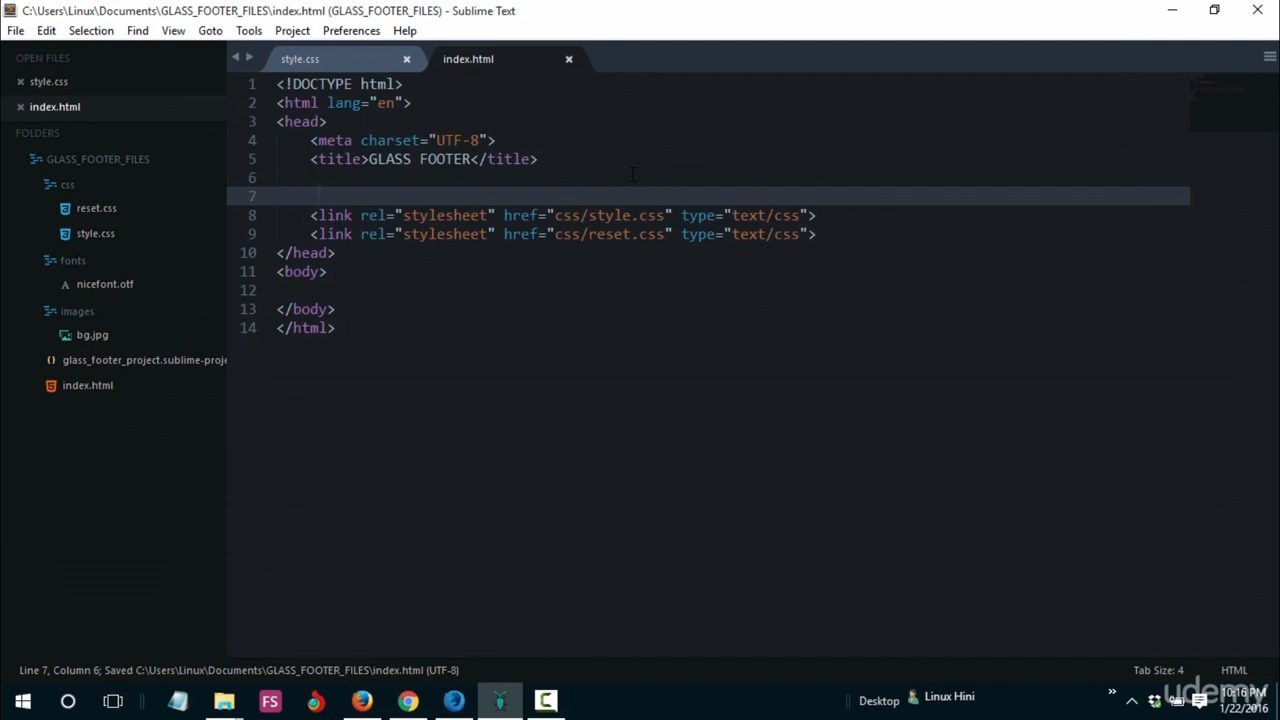 C:\Users\Linux\Documents\GLASS_FOOTER_FILES\index.html (GLASS_FOOTER_FILES) - Sublime Text
File Edit Selection Find View Goto Tools Project Preferences Help
OPEN FILES
style.css
index.html
FOLDERS
GLASS_FOOTER_FILES
css
reset.css
style.css
fonts
nicefont.otf
images
bg.jpg
glass_footer_project.sublime-proje
index.html
style.css index.html
1 <!DOCTYPE html>
2 <html lang="en">
3 <head>
4 <meta charset="UTF-8">
5 <title>GLASS FOOTER</title>
6
7
8 <link rel="stylesheet" href="css/style.css" type="text/css">
9 <link rel="stylesheet" href="css/reset.css" type="text/css">
10 </head>
11 <body>
12
13 </body>
14 </html>
Line 7, Column 6; Saved C:\Users\Linux\Documents\GLASS_FOOTER_FILES\index.html (UTF-8) Tab Size: 4 HTML
FS Desktop Linux Hini
10:16 PM
1/22/2016
udemy